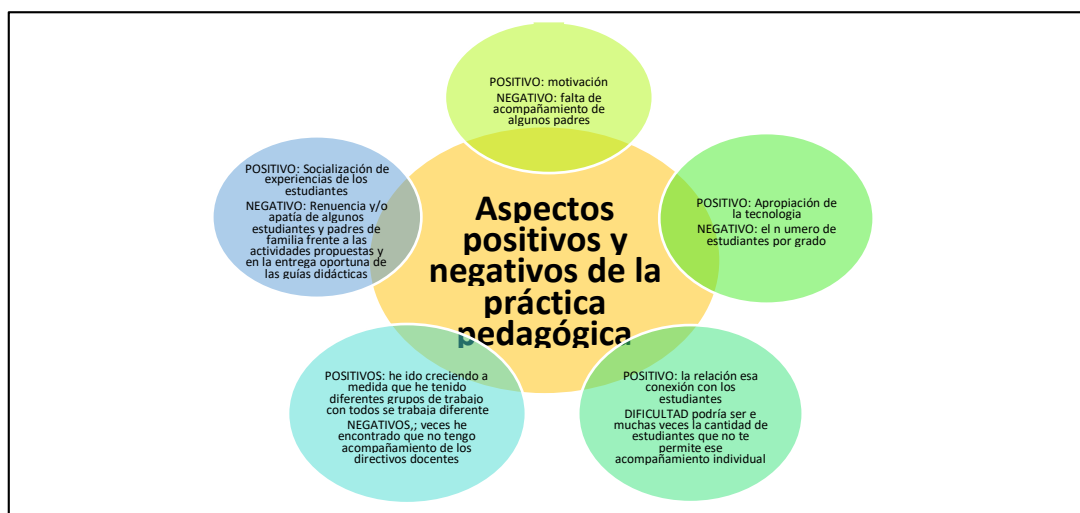 POSITIVO: motivación
NEGATIVO: falta de
acompañamiento de
algunos padres
POSITIVO: Apropiación de
la tecnologia
NEGATIVO: el n umero de
estudiantes por grado
POSITIVO: la relación esa
conexión con los
estudiantes
DIFICULTAD podría ser e
muchas veces la cantidad de
estudiantes que no te
permite ese
acompañamiento individual
POSITIVOS: he ido creciendo a
medida que he tenido
diferentes grupos de trabajo
con todos se trabaja diferente
NEGATIVOS,; veces he
encontrado que no tengo
acompañamiento de los
directivos docentes
POSITIVO: Socialización de
experiencias de los
estudiantes
NEGATIVO: Renuencia y/o
apatía de algunos
estudiantes y padres de
familia frente a las
actividades propuestas y
en la entrega oportuna de
las guías didácticas
Aspectos
positivos y
negativos de la
práctica
pedagógica